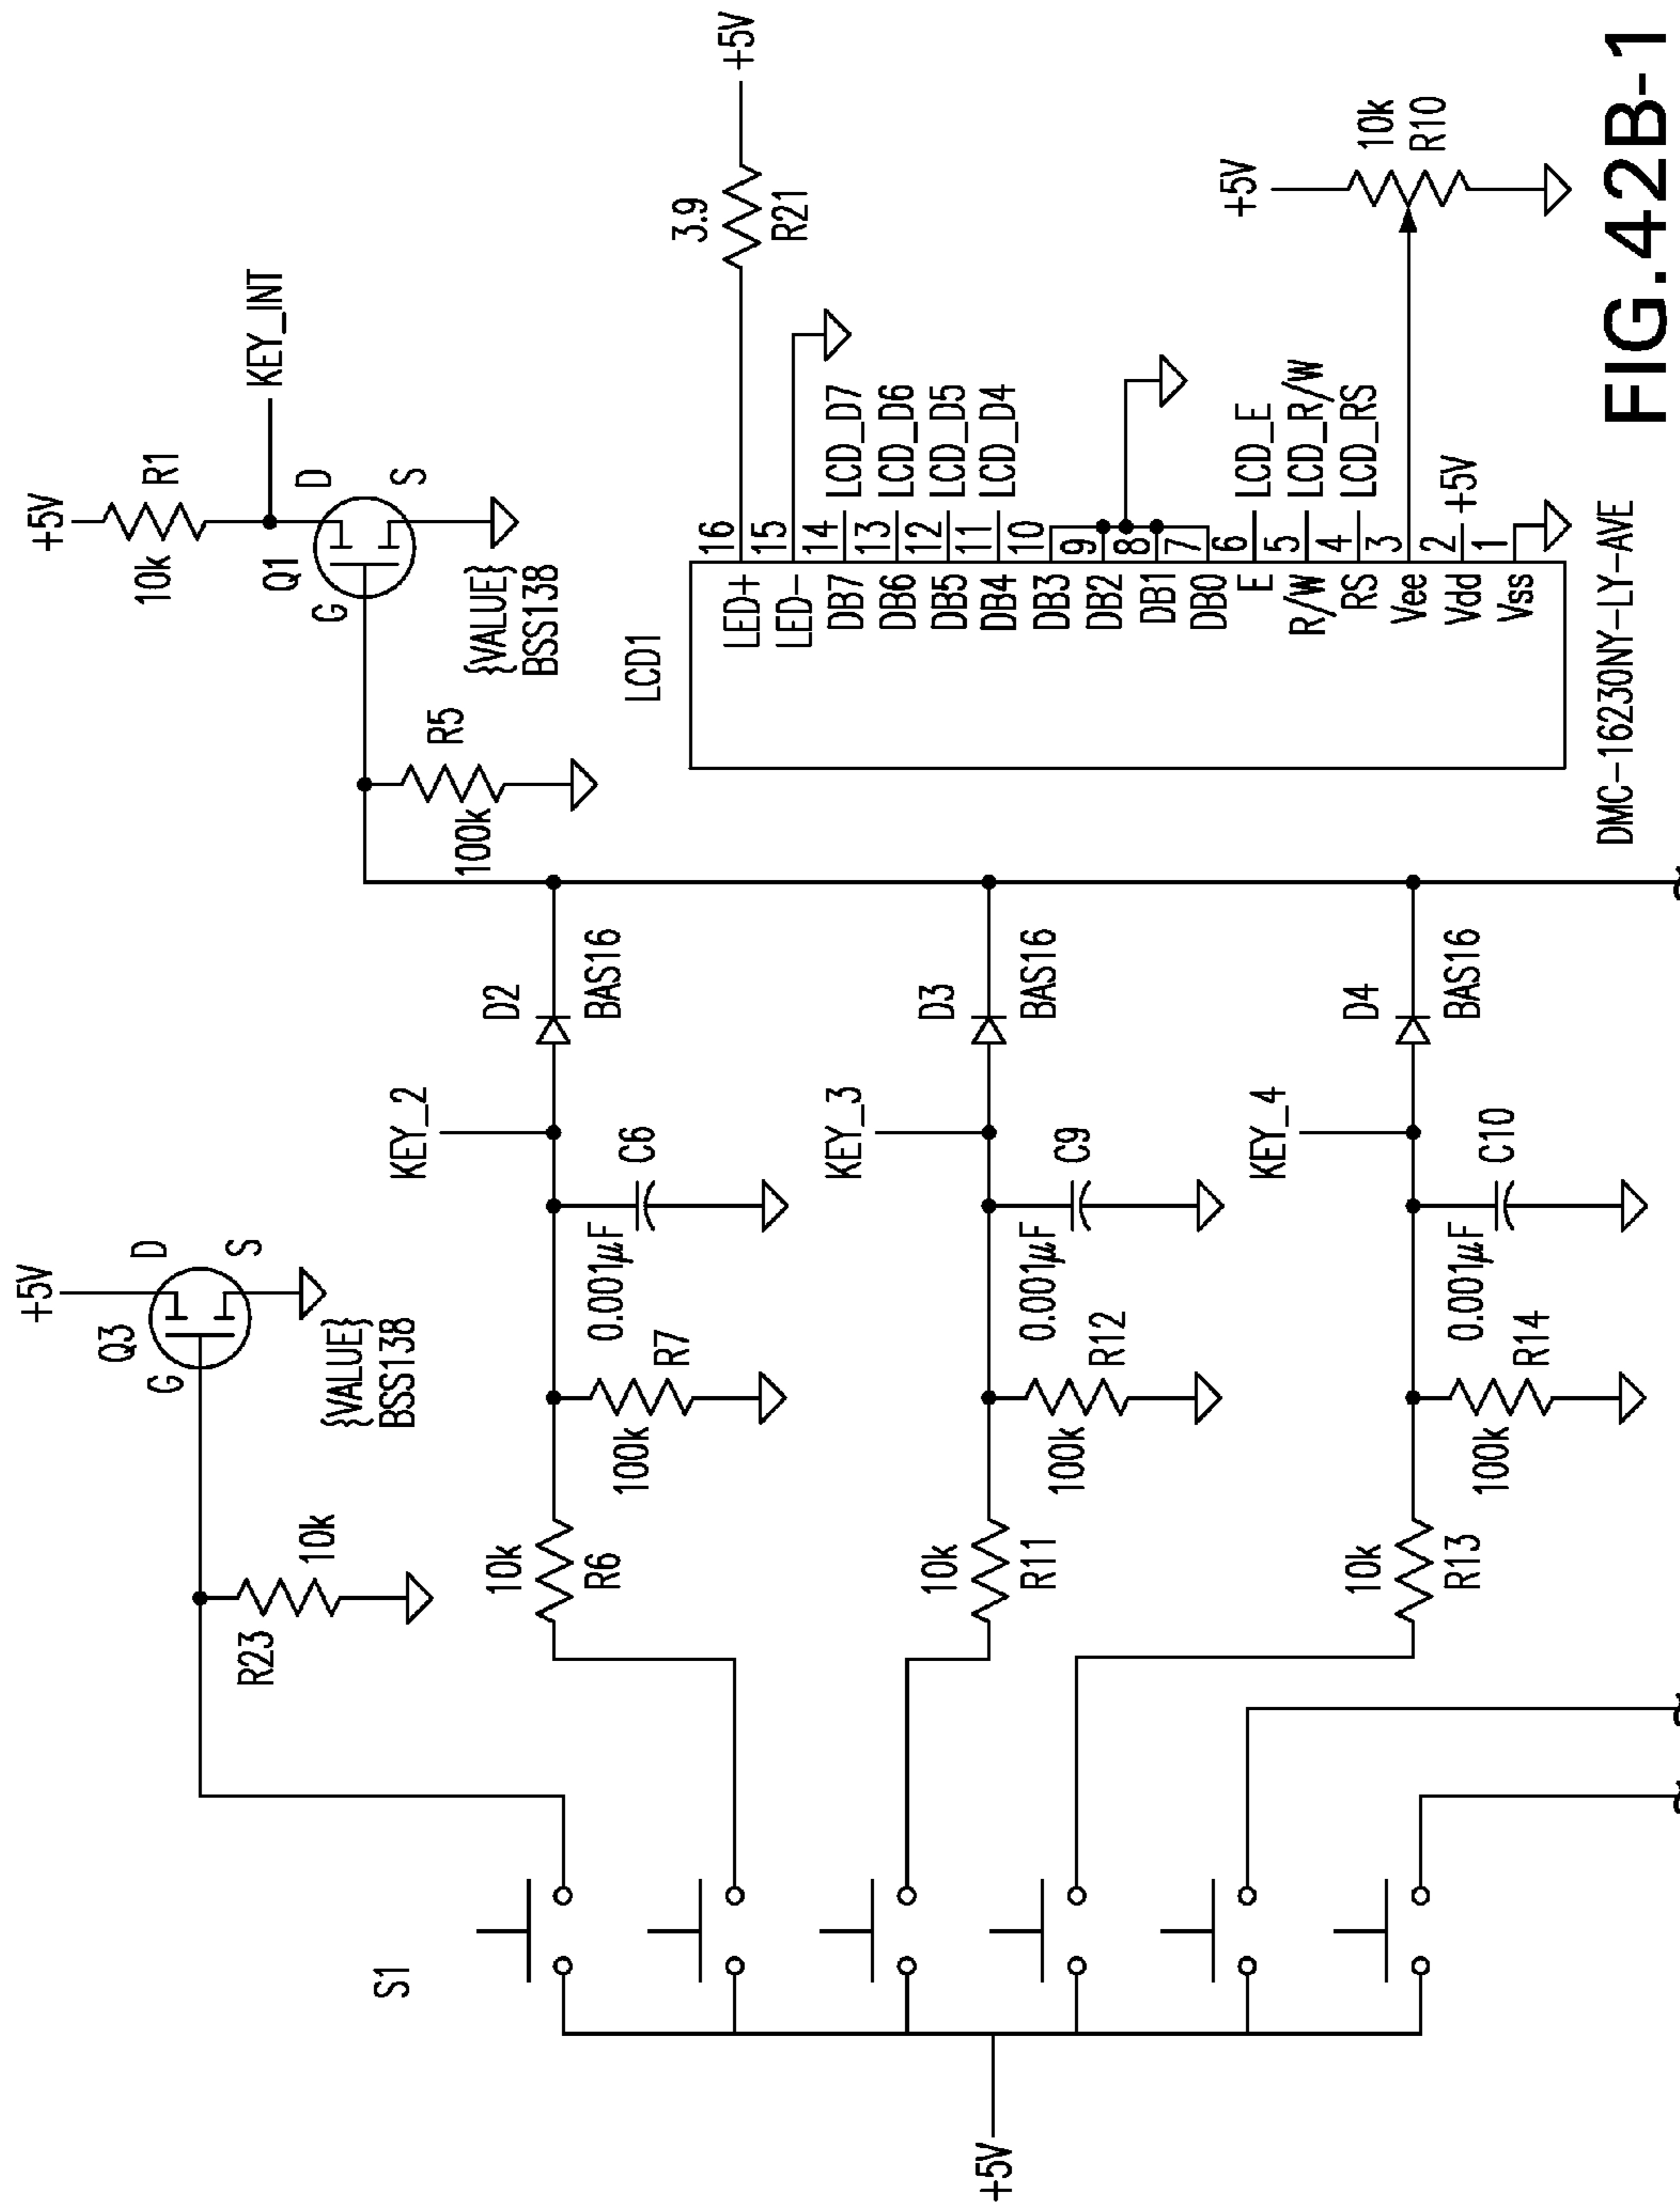 +5V
Q3
D
G
S
{VALUE}
BSS138
R23
10k
+5V
10k
R1
KEY_INT
Q1
D
G
S
{VALUE}
BSS138
R5
100k
S1
+5V
10k
R6
100k
R7
0.001µF
C6
KEY_2
D2
BAS16
10k
R11
100k
R12
0.001µF
C9
KEY_3
D3
BAS16
10k
R13
100k
R14
0.001µF
C10
KEY_4
D4
BAS16
LCD1
LED+ 16
3.9
R21
+5V
LED- 15
DB7 14 LCD_D7
DB6 13 LCD_D6
DB5 12 LCD_D5
DB4 11 LCD_D4
DB3 10
DB2 9
DB1 8
DB0 7
E 6 LCD_E
R/W 5 LCD_R/W
RS 4 LCD_RS
Vee 3
Vdd 2 +5V
Vss 1
+5V
10k
R10
DMC-16230NY-LY-AVE
FIG.42B-1